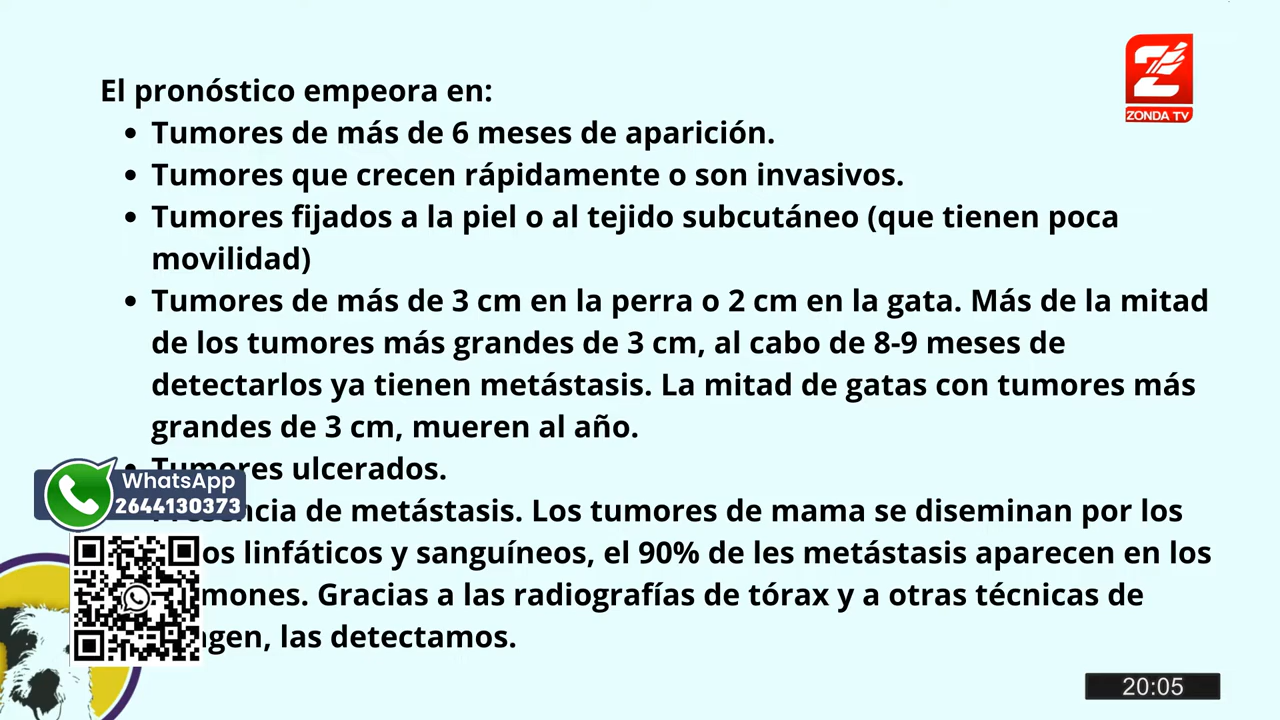 El pronóstico empeora en:
• Tumores de más de 6 meses de aparición.
• Tumores que crecen rápidamente o son invasivos.
• Tumores fijados a la piel o al tejido subcutáneo (que tienen poca
movilidad)
• Tumores de más de 3 cm en la perra o 2 cm en la gata. Más de la mitad
de los tumores más grandes de 3 cm, al cabo de 8-9 meses de
detectarlos ya tienen metástasis. La mitad de gatas con tumores más
grandes de 3 cm, mueren al año.
• Tumores ulcerados.
de metástasis. Los tumores de mama se diseminan por los
linfáticos y sanguíneos, el 90% de les metástasis aparecen en los
Gracias a las radiografías de tórax y a otras técnicas de
las detectamos.
Z
ZONDA TV
WhatsApp
2644130373
20:05